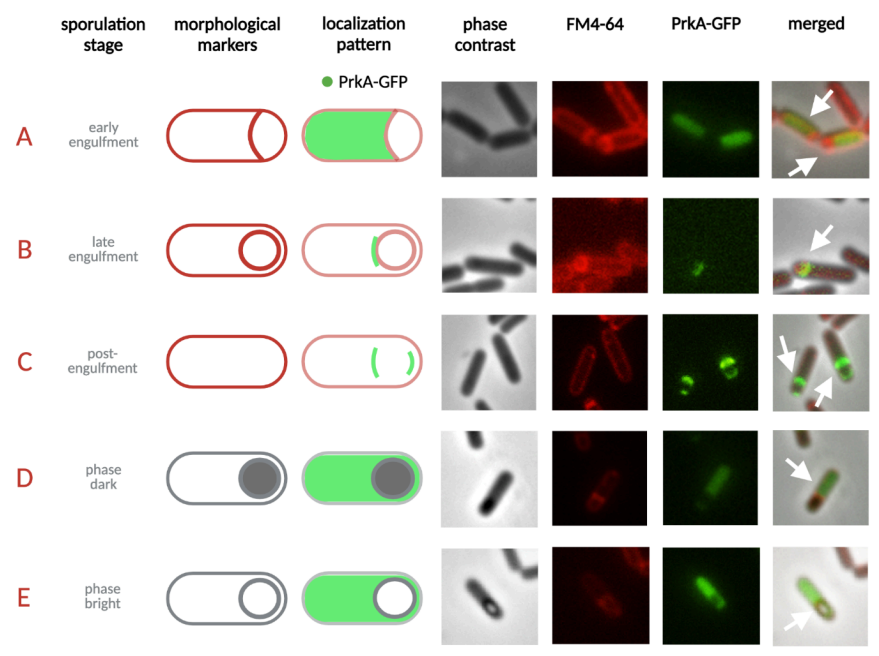 sporulation stage
morphological markers
localization pattern
phase contrast
FM4-64
PrkA-GFP
merged
PrkA-GFP
A
early engulfment
B
late engulfment
C
post-engulfment
D
phase dark
E
phase bright